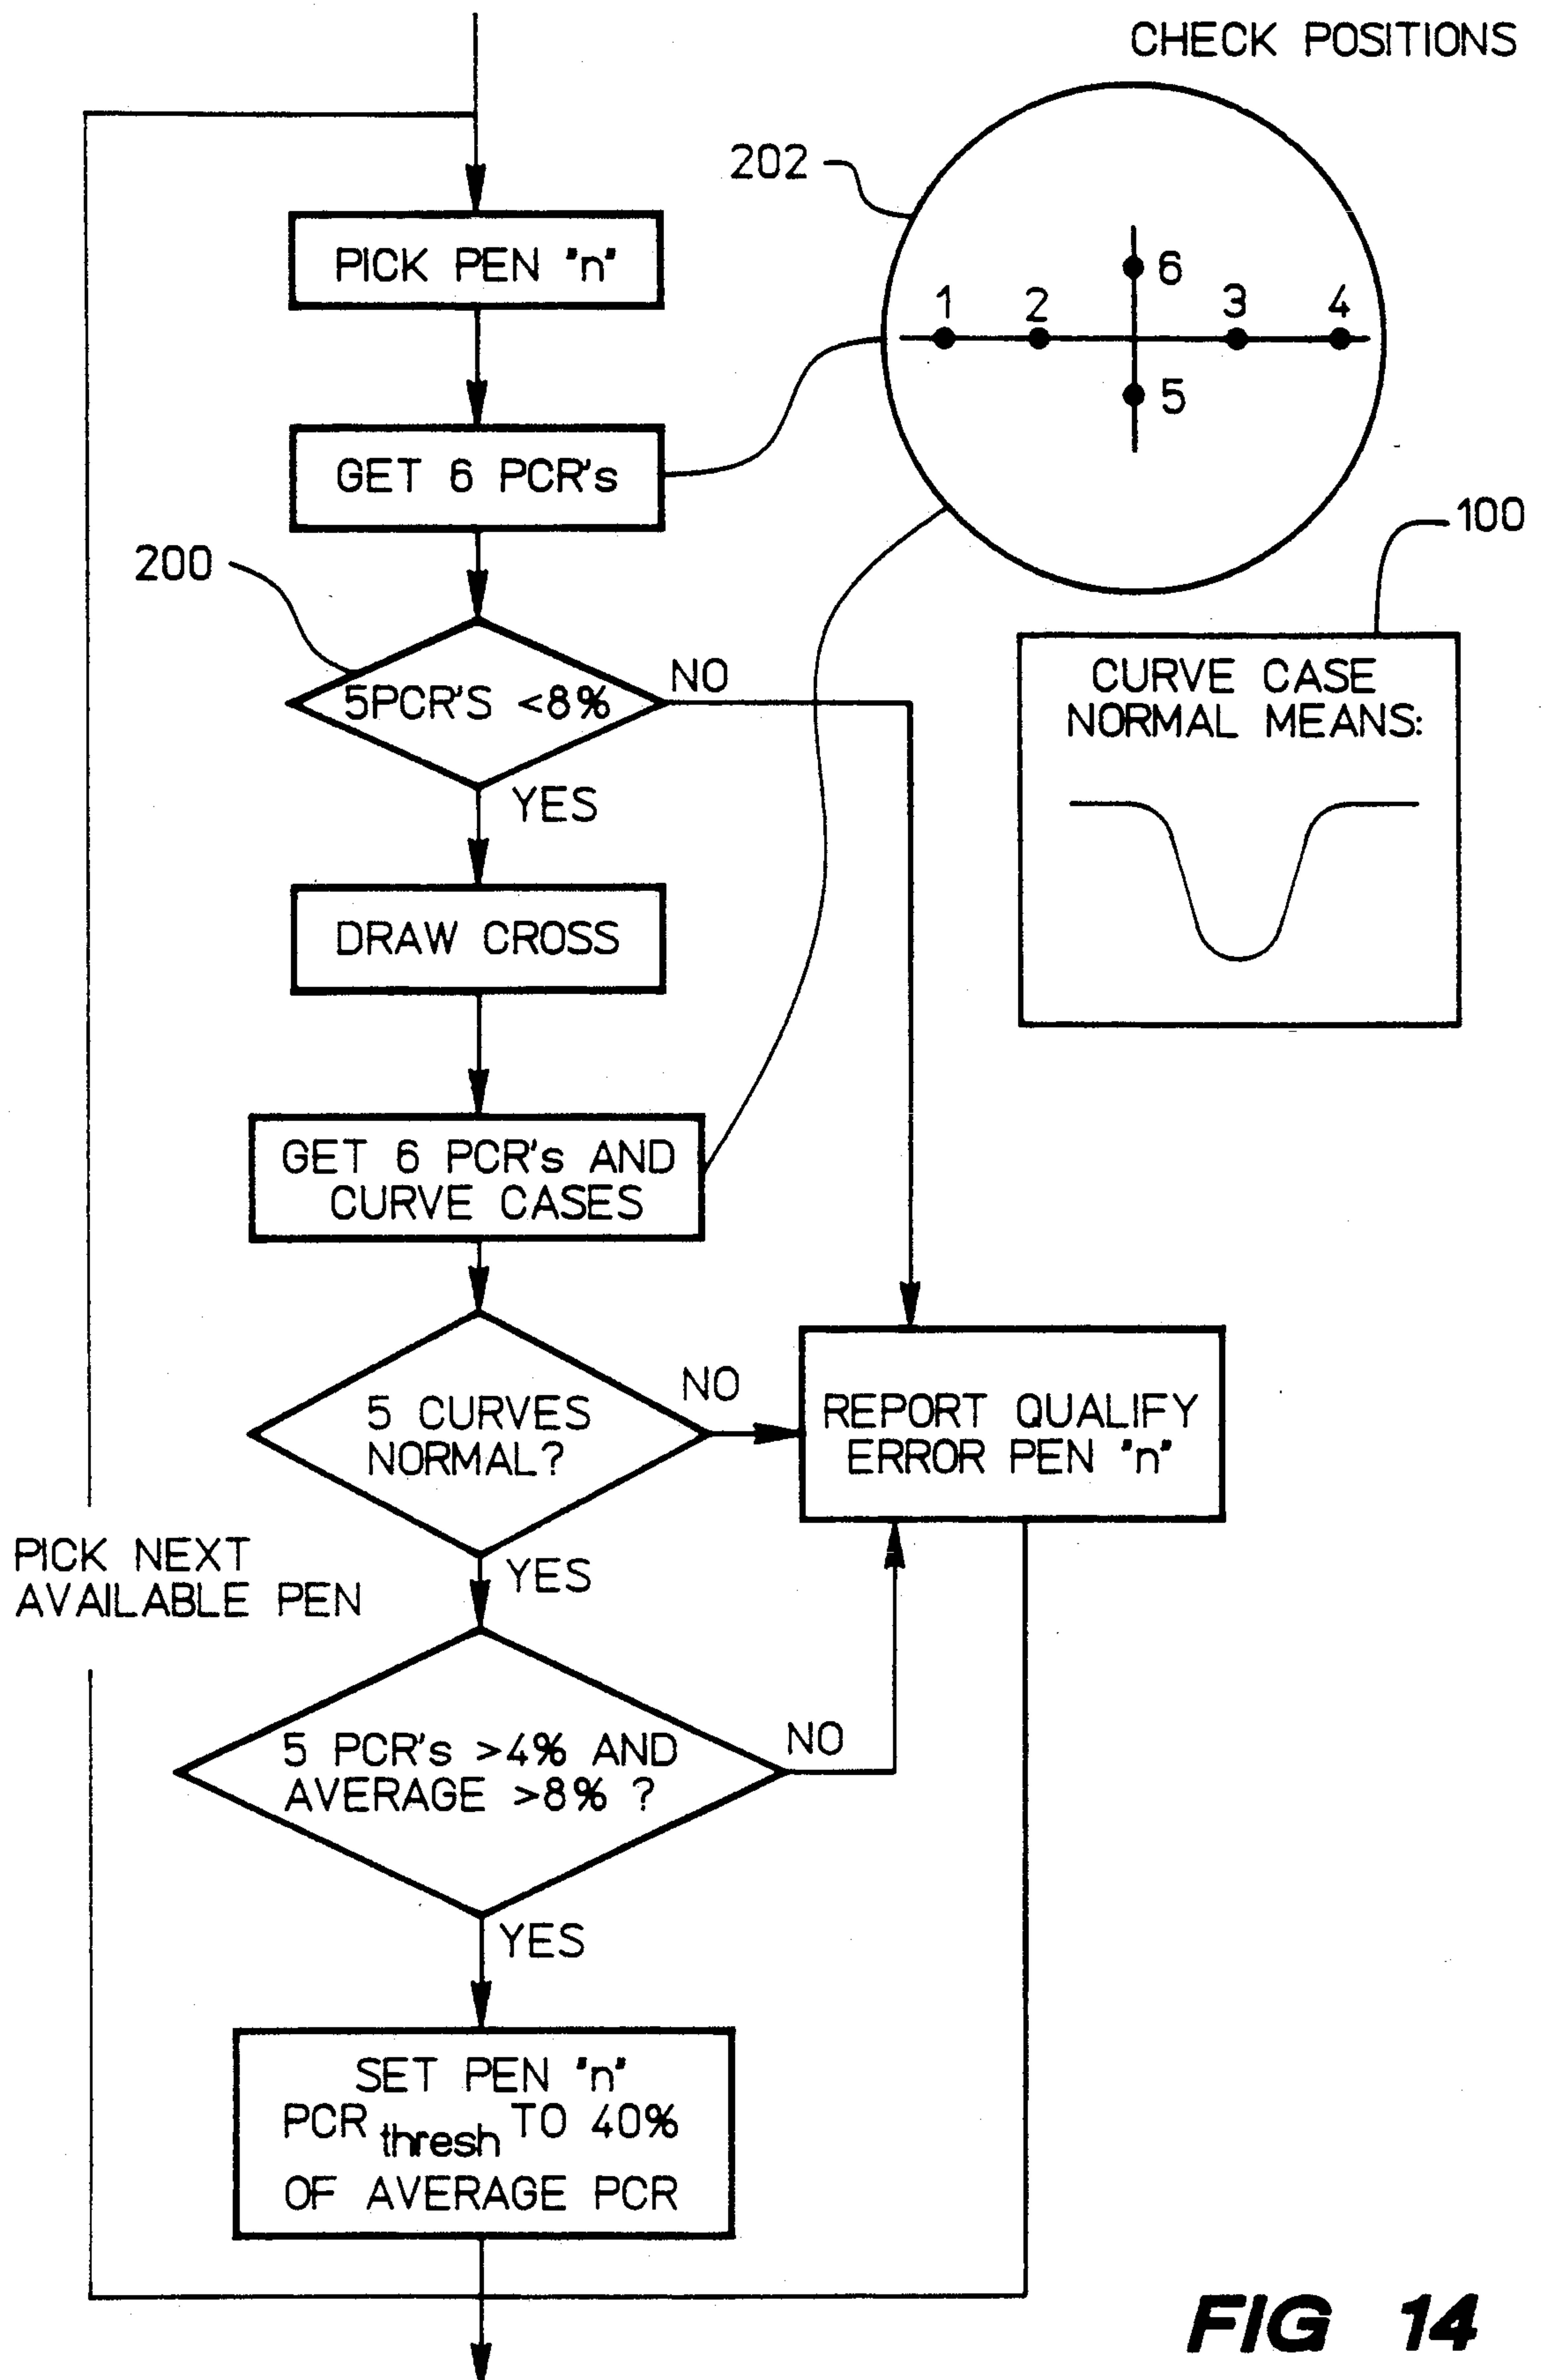 CHECK POSITIONS
202
PICK PEN "n"
6
1
2
3
4
5
GET 6 PCR's
100
200
5PCR'S <8%
NO
CURVE CASE
NORMAL MEANS:
YES
DRAW CROSS
GET 6 PCR's AND
CURVE CASES
5 CURVES
NORMAL?
NO
REPORT QUALIFY
ERROR PEN "n"
PICK NEXT
AVAILABLE PEN
YES
5 PCR's >4% AND
AVERAGE >8% ?
NO
YES
SET PEN "n"
PCR thresh TO 40%
OF AVERAGE PCR
FIG 14